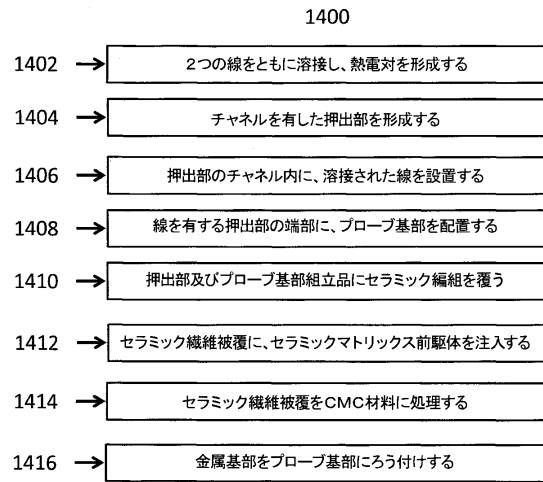 1400
1402 2つの線をともに溶接し、熱電対を形成する
1404 チャネルを有した押出部を形成する
1406 押出部のチャネル内に、溶接された線を設置する
1408 線を有する押出部の端部に、プローブ基部を配置する
1410 押出部及びプローブ基部組立品にセラミック編組を覆う
1412 セラミック繊維被覆に、セラミックマトリックス前駆体を注入する
1414 セラミック繊維被覆をCMC材料に処理する
1416 金属基部をプローブ基部にろう付けする